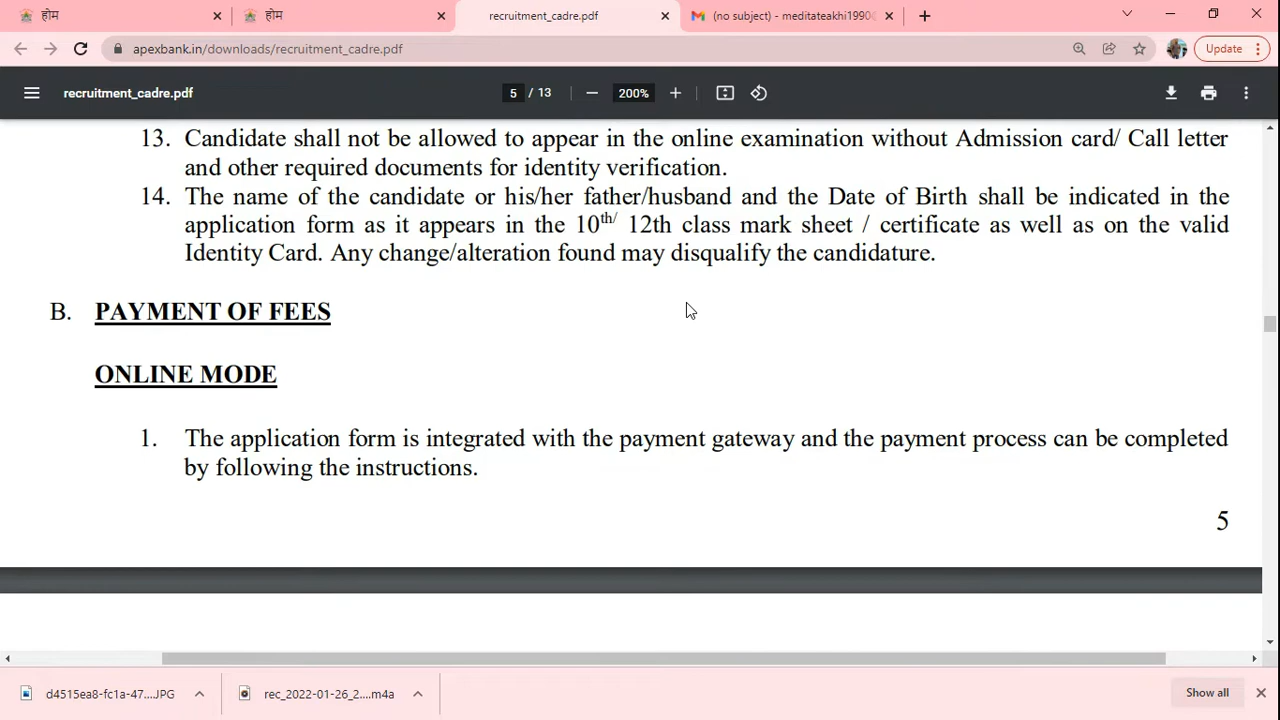 होम
होम
recruitment_cadre.pdf
(no subject) - meditateakhi1990@
apexbank.in/downloads/recruitment_cadre.pdf
Update
recruitment_cadre.pdf
5 / 13
200%
13. Candidate shall not be allowed to appear in the online examination without Admission card/ Call letter
and other required documents for identity verification.
14. The name of the candidate or his/her father/husband and the Date of Birth shall be indicated in the
application form as it appears in the 10th/ 12th class mark sheet / certificate as well as on the valid
Identity Card. Any change/alteration found may disqualify the candidature.
B. PAYMENT OF FEES
ONLINE MODE
1. The application form is integrated with the payment gateway and the payment process can be completed
by following the instructions.
5
d4515ea8-fc1a-47....JPG
rec_2022-01-26_2....m4a
Show all